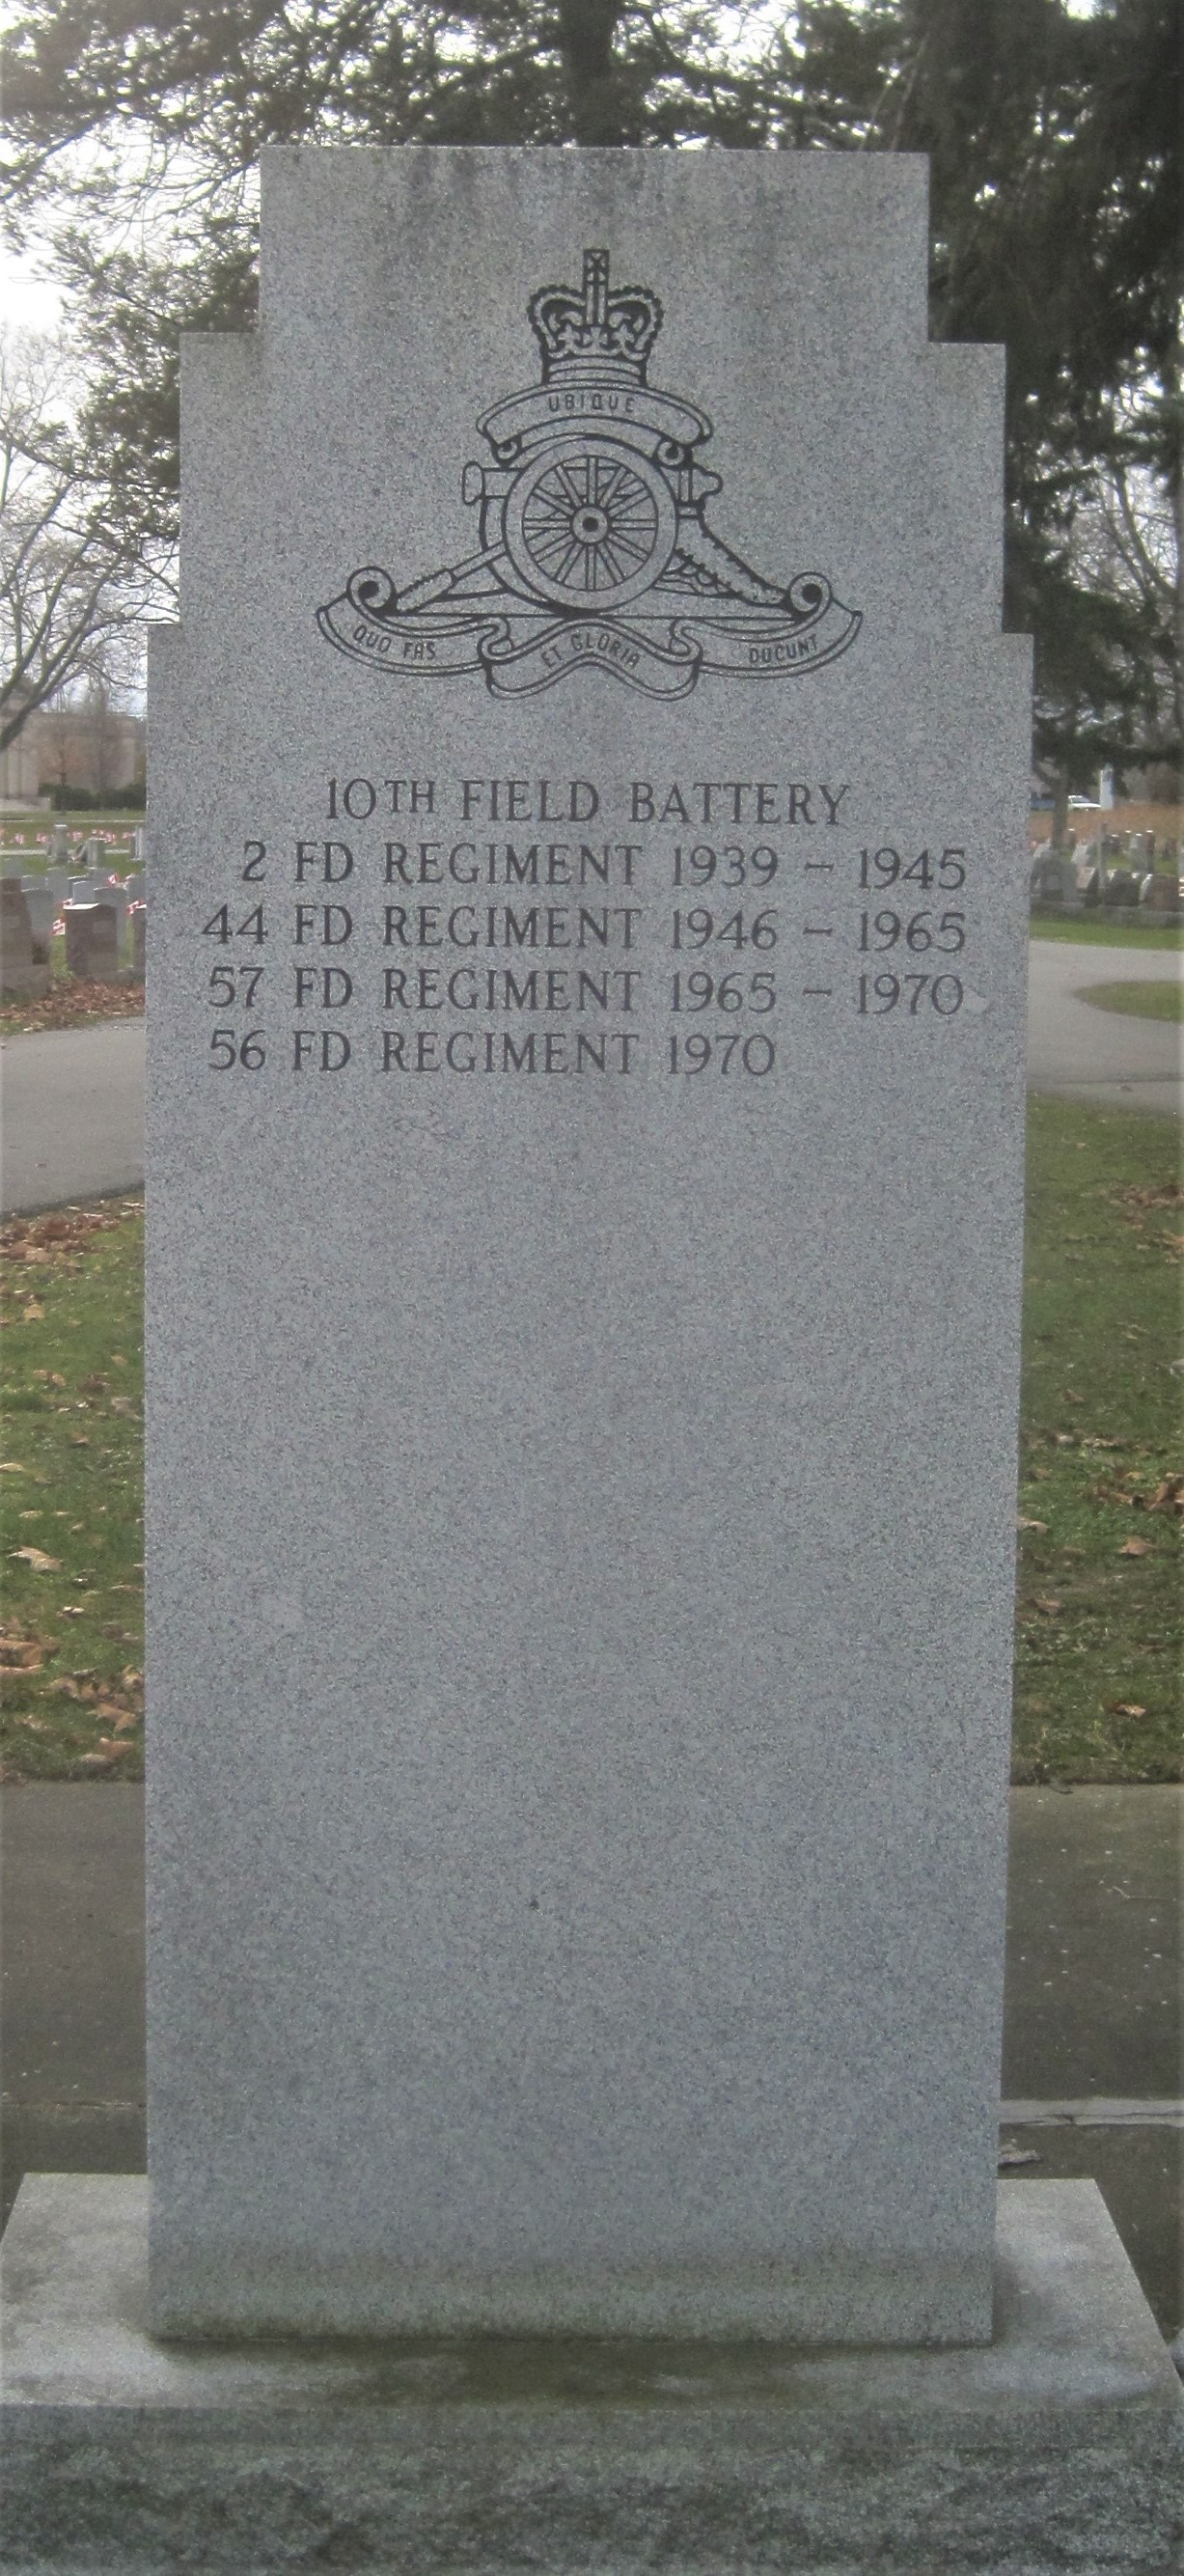 UBIQUE
QUO FAS ET GLORIA DUCUNT
10TH FIELD BATTERY
2 FD REGIMENT 1939 – 1945
44 FD REGIMENT 1946 – 1965
57 FD REGIMENT 1965 – 1970
56 FD REGIMENT 1970